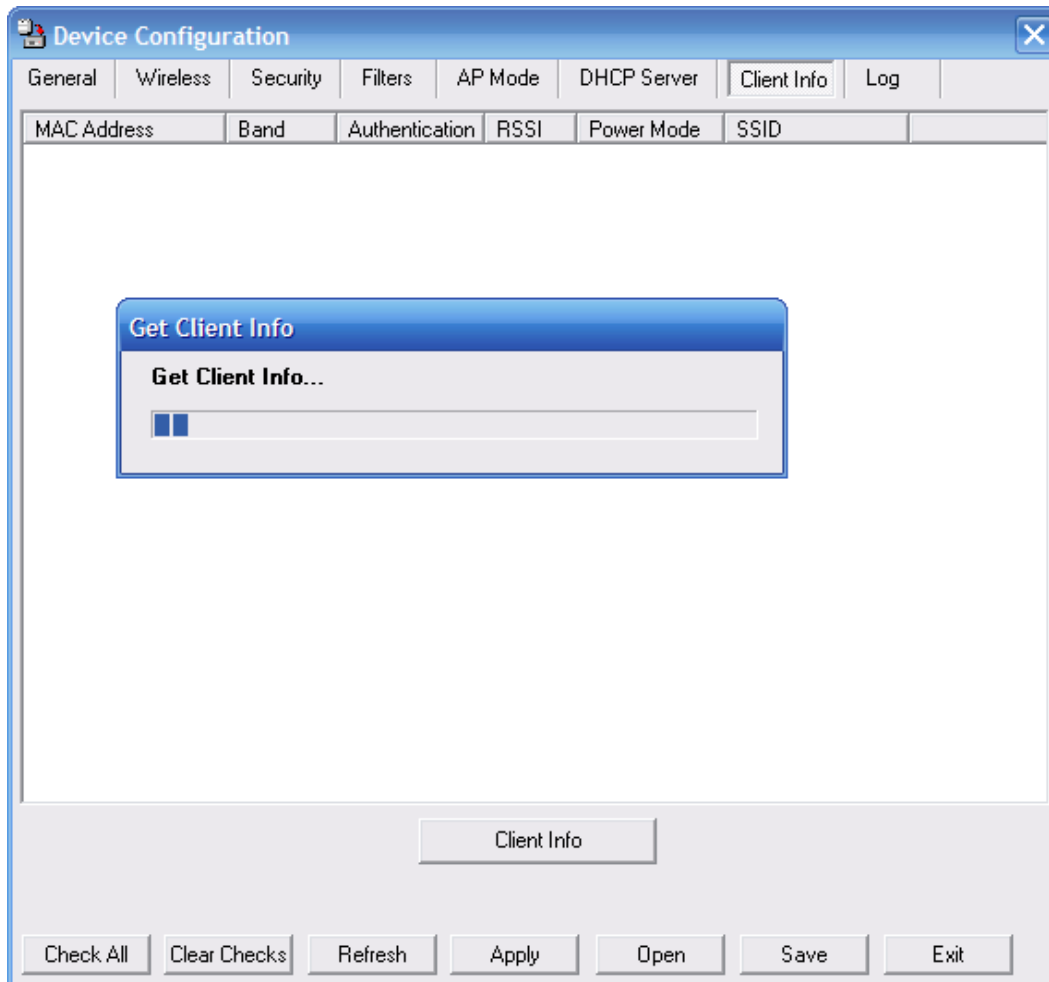 Device Configuration
General Wireless Security Filters AP Mode DHCP Server Client Info Log
MAC Address Band Authentication RSSI Power Mode SSID
Get Client Info
Get Client Info...
Client Info
Check All Clear Checks Refresh Apply Open Save Exit